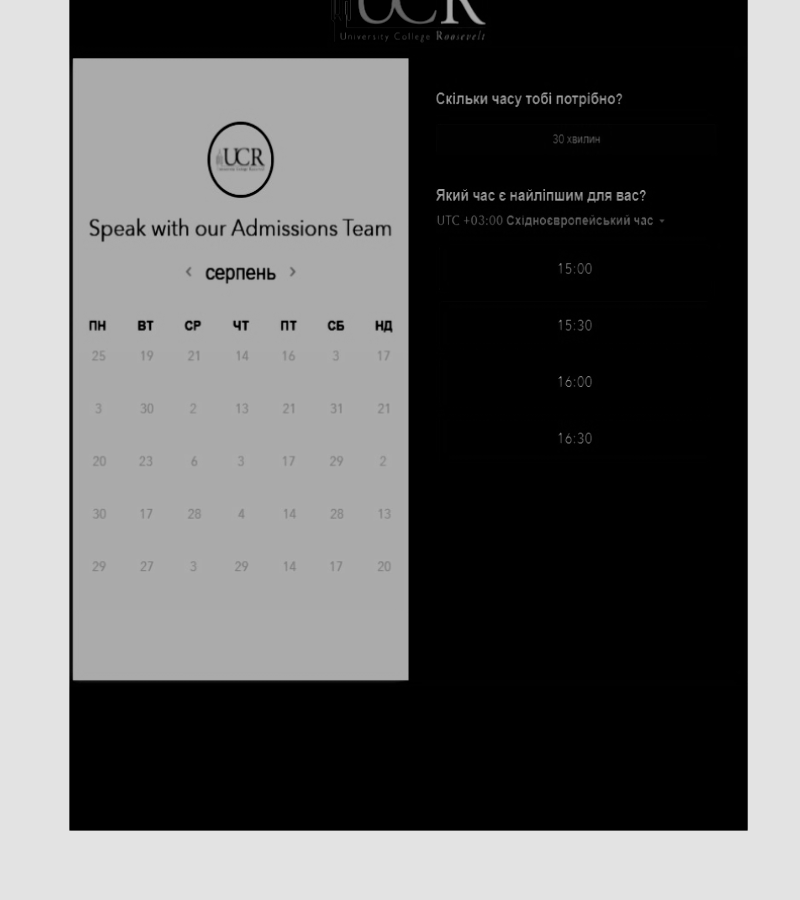 UCR
University College Roosevelt
UCR
Speak with our Admissions Team
‹ серпень ›
ПН ВТ СР ЧТ ПТ СБ НД
25 19 21 14 16 3 17
3 30 2 13 21 31 21
20 23 6 3 17 29 2
30 17 28 4 14 28 13
29 27 3 29 14 17 20
Скільки часу тобі потрібно?
30 хвилин
Який час є найліпшим для вас?
UTC +03:00 Східноєвропейський час
15:00
15:30
16:00
16:30